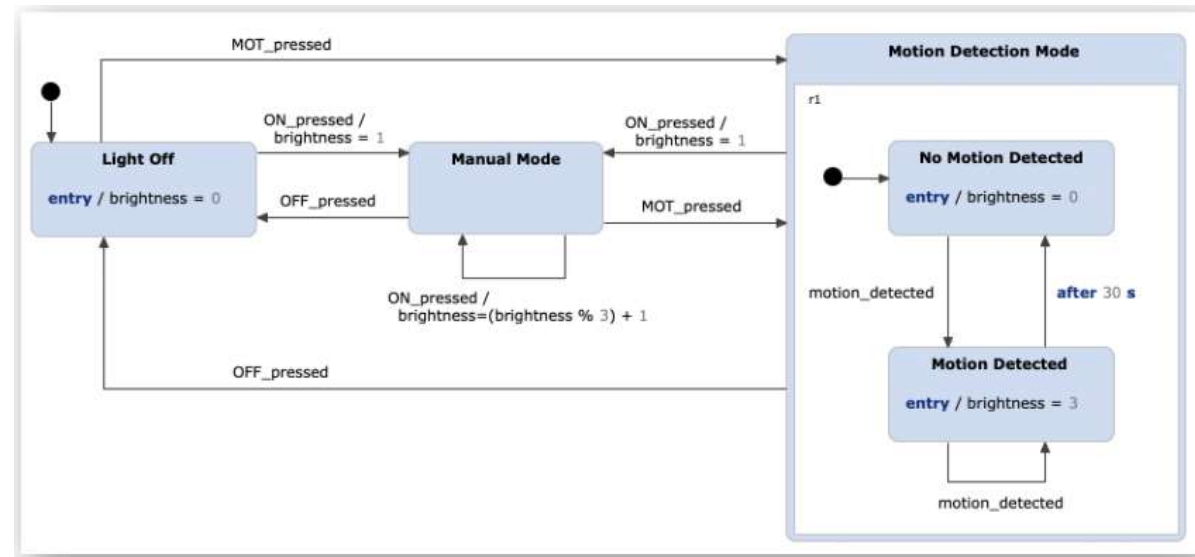 MOT_pressed
Motion Detection Mode
r1
ON_pressed /
brightness = 1
ON_pressed /
brightness = 1
Light Off
entry / brightness = 0
Manual Mode
No Motion Detected
entry / brightness = 0
OFF_pressed
MOT_pressed
ON_pressed /
brightness=(brightness % 3) + 1
motion_detected
after 30 s
OFF_pressed
Motion Detected
entry / brightness = 3
motion_detected